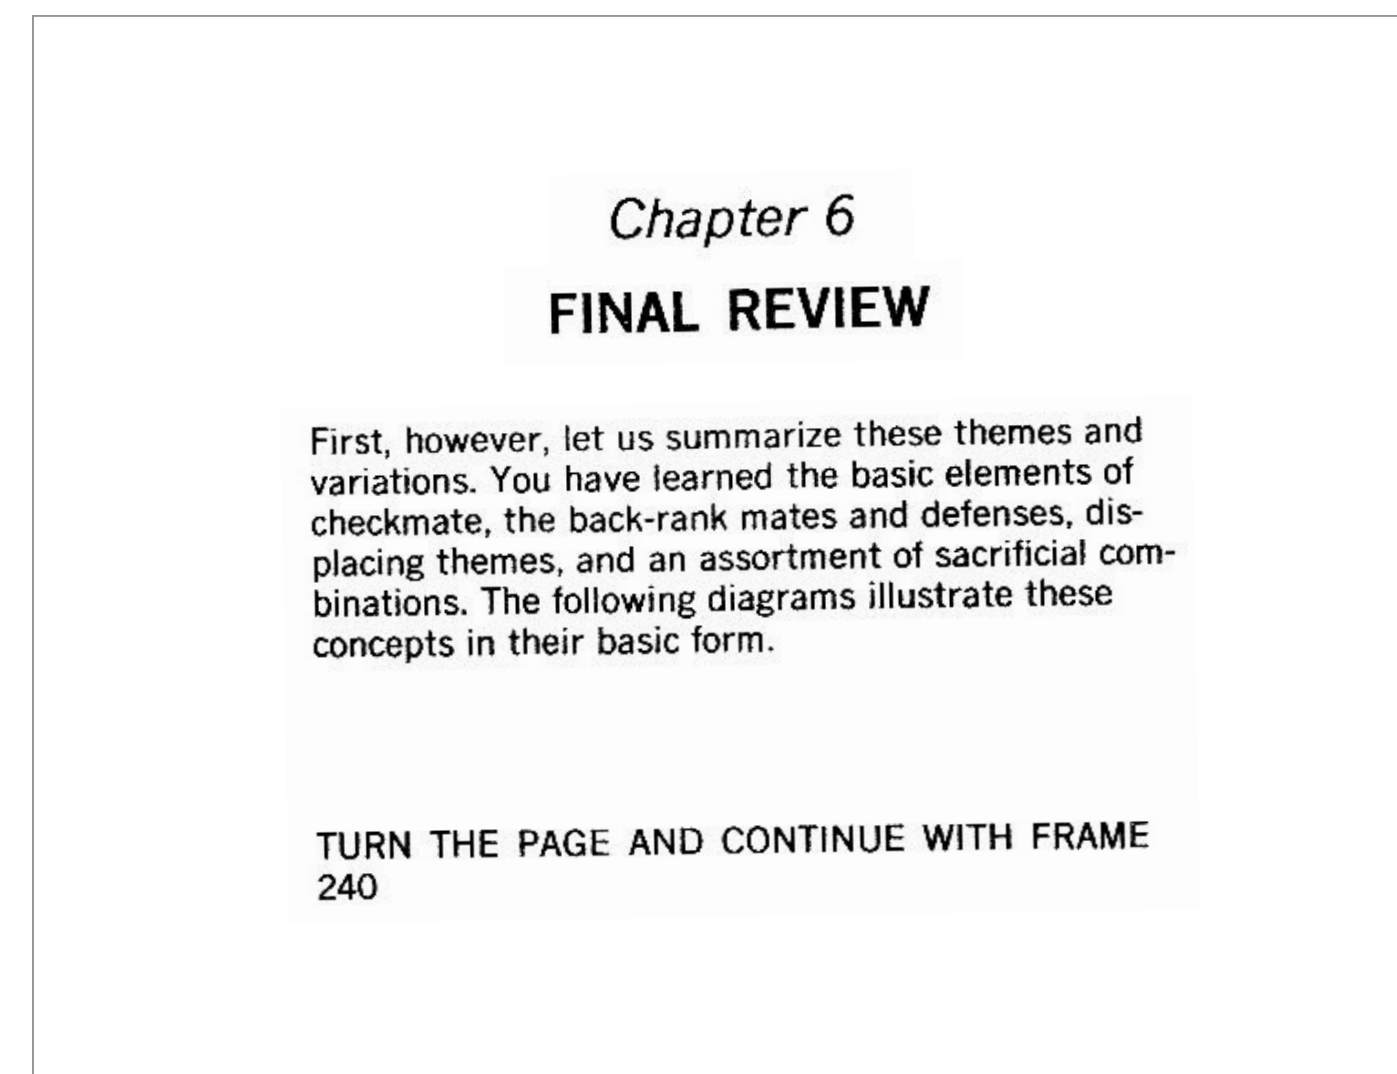 Chapter 6
FINAL REVIEW
First, however, let us summarize these themes and
variations. You have learned the basic elements of
checkmate, the back-rank mates and defenses, dis-
placing themes, and an assortment of sacrificial com-
binations. The following diagrams illustrate these
concepts in their basic form.
TURN THE PAGE AND CONTINUE WITH FRAME
240